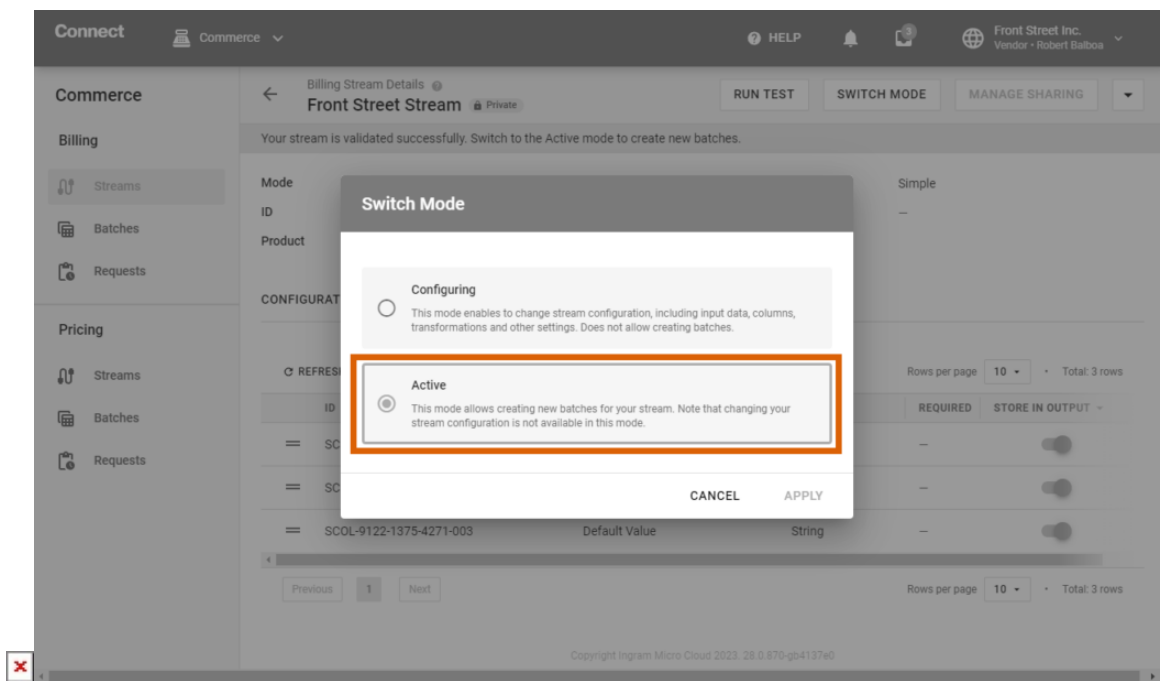 Connect
Commerce
HELP
3
Front Street Inc.
Vendor • Robert Balboa
Commerce
Billing Stream Details
Front Street Stream
Private
RUN TEST
SWITCH MODE
MANAGE SHARING
Billing
Your stream is validated successfully. Switch to the Active mode to create new batches.
Streams
Batches
Requests
Pricing
Streams
Batches
Requests
Mode
Simple
ID
—
Product
Switch Mode
Configuring
This mode enables to change stream configuration, including input data, columns,
transformations and other settings. Does not allow creating batches.
Active
This mode allows creating new batches for your stream. Note that changing your
stream configuration is not available in this mode.
CANCEL
APPLY
CONFIGURAT
REFRES
Rows per page 10 • Total: 3 rows
ID
REQUIRED
STORE IN OUTPUT
SC
—
SC
—
SCOL-9122-1375-4271-003
Default Value
String
—
Previous
1
Next
Rows per page 10 • Total: 3 rows
Copyright Ingram Micro Cloud 2023. 28.0.870-gb4137e0